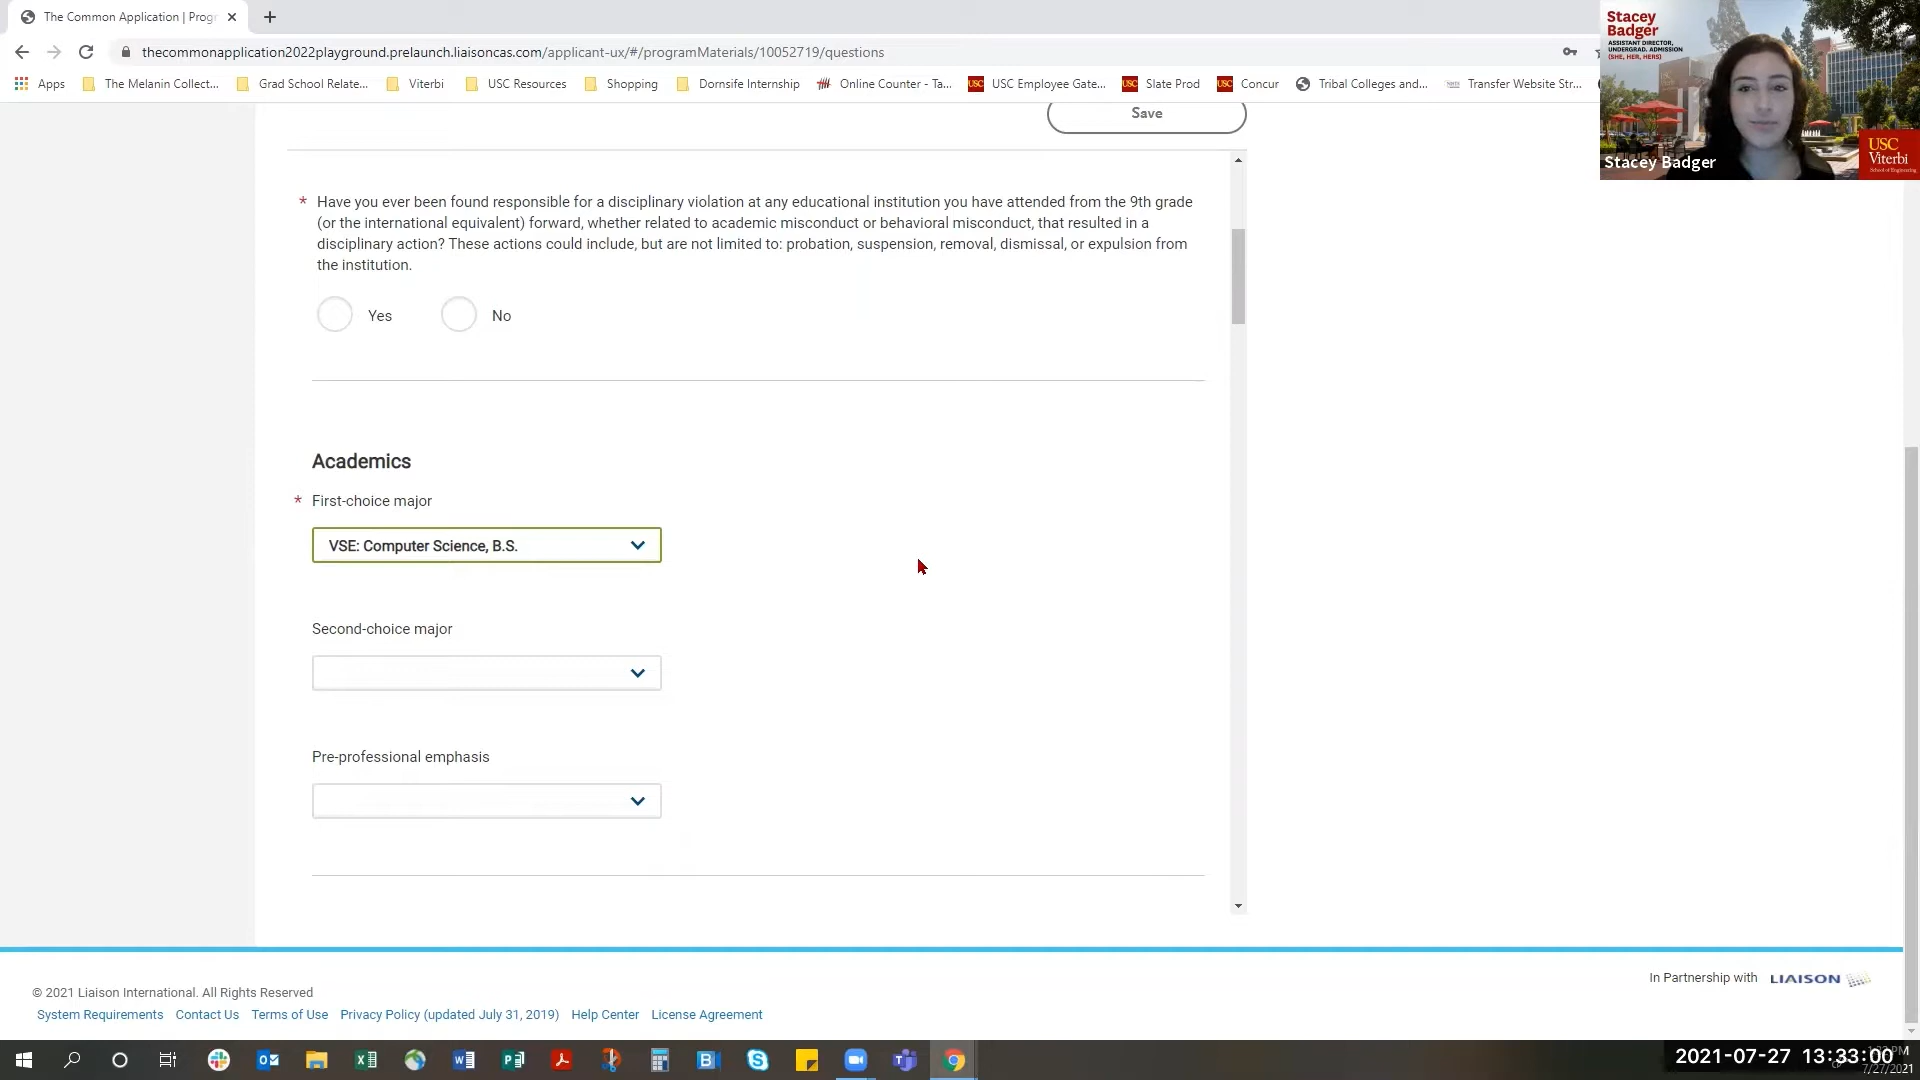 The Common Application | Progr
thecommonapplication2022playground.prelaunch.liaisoncas.com/applicant-ux/#/programMaterials/10052719/questions
Apps The Melanin Collect... Grad School Relate... Viterbi USC Resources Shopping Dornsife Internship Online Counter - Ta... USC Employee Gate... Slate Prod Concur Tribal Colleges and... Transfer Website Str...
Stacey
Badger
ASSISTANT DIRECTOR,
UNDERGRAD. ADMISSION
(SHE, HER, HERS)
USC
Viterbi
School of Engineering
Stacey Badger
Save
* Have you ever been found responsible for a disciplinary violation at any educational institution you have attended from the 9th grade
(or the international equivalent) forward, whether related to academic misconduct or behavioral misconduct, that resulted in a
disciplinary action? These actions could include, but are not limited to: probation, suspension, removal, dismissal, or expulsion from
the institution.
Yes No
Academics
* First-choice major
VSE: Computer Science, B.S.
Second-choice major
Pre-professional emphasis
In Partnership with LIAISON
© 2021 Liaison International. All Rights Reserved
System Requirements Contact Us Terms of Use Privacy Policy (updated July 31, 2019) Help Center License Agreement
2021-07-27 13:33:00
7/27/2021